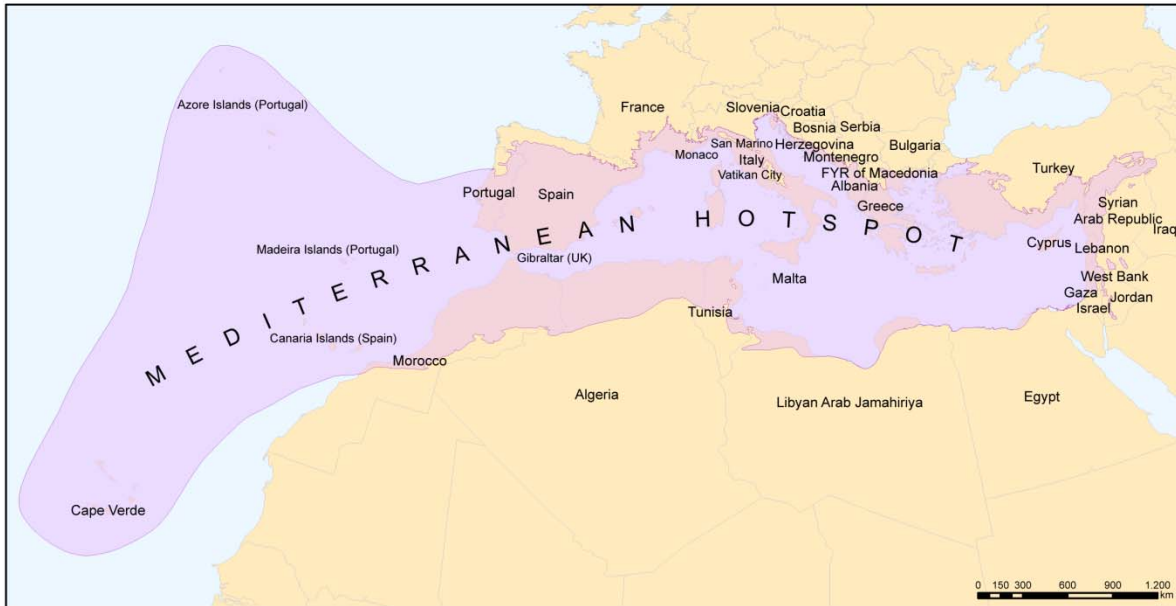 Azore Islands (Portugal)
France
Slovenia
Croatia
Bosnia
Serbia
Herzegovina
San Marino
Monaco
Italy
Montenegro
Bulgaria
Vatikan City
FYR of Macedonia
Albania
Turkey
Portugal
Spain
Greece
Syrian
Arab Republic
Iraq
MEDITERRANEAN HOTSPOT
Madeira Islands (Portugal)
Gibraltar (UK)
Cyprus
Lebanon
Malta
West Bank
Gaza
Jordan
Israel
Tunisia
Canaria Islands (Spain)
Morocco
Algeria
Libyan Arab Jamahiriya
Egypt
Cape Verde
0 150 300 600 900 1.200
km